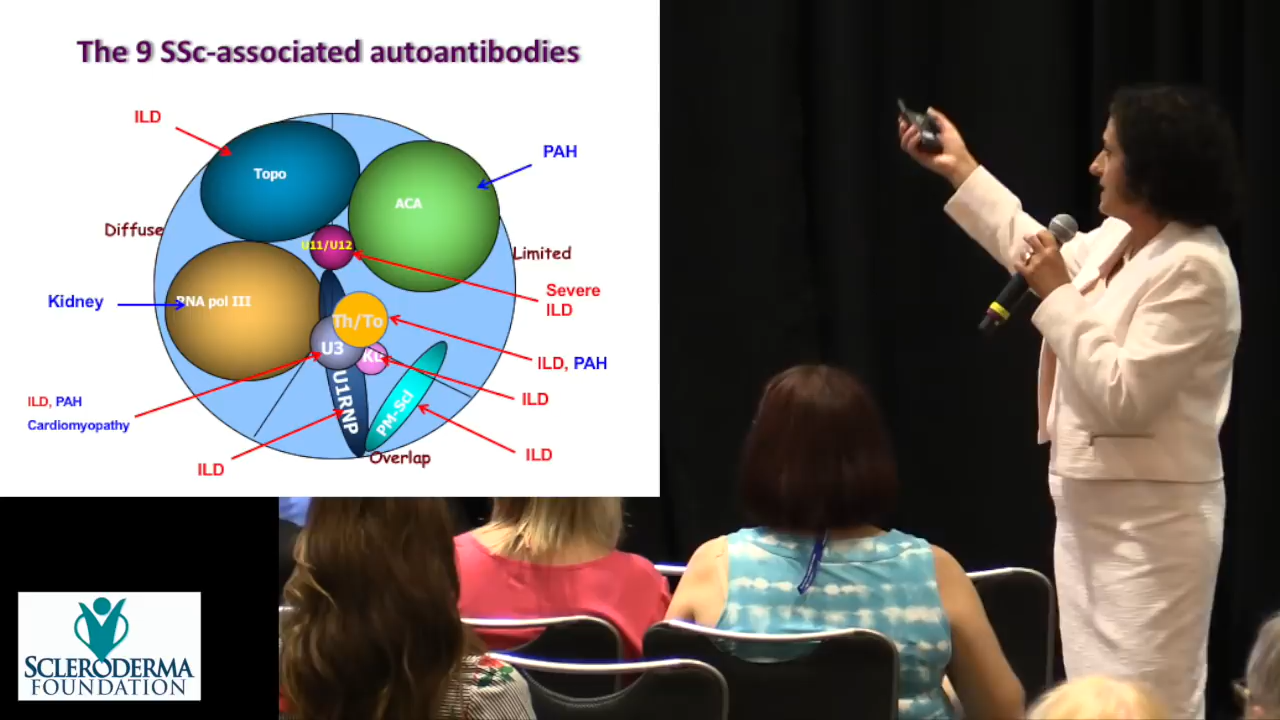 The 9 SSc-associated autoantibodies
ILD
PAH
Topo
ACA
Diffuse
U11/U12
Limited
Kidney
RNA pol III
Severe
ILD
Th/To
U3
Ku
ILD, PAH
ILD, PAH
Cardiomyopathy
ILD
U1RNP
PM-Scl
ILD
Overlap
ILD
SCLERODERMA
FOUNDATION